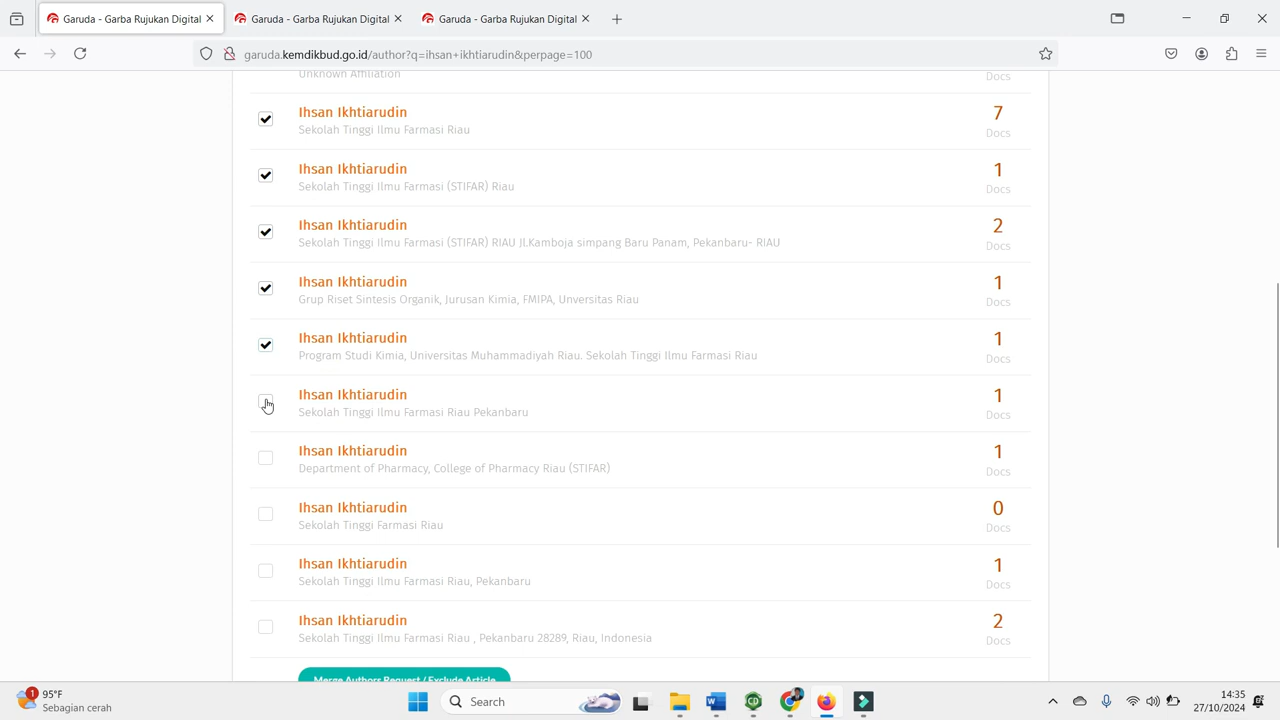 Garuda - Garba Rujukan Digital
Garuda - Garba Rujukan Digital
Garuda - Garba Rujukan Digital
garuda.kemdikbud.go.id/author?q=ihsan+ikhtiarudin&perpage=100
Unknown Affiliation
Docs
Ihsan Ikhtiarudin
Sekolah Tinggi Ilmu Farmasi Riau
7
Docs
Ihsan Ikhtiarudin
Sekolah Tinggi Ilmu Farmasi (STIFAR) Riau
1
Docs
Ihsan Ikhtiarudin
Sekolah Tinggi Ilmu Farmasi (STIFAR) RIAU Jl.Kamboja simpang Baru Panam, Pekanbaru- RIAU
2
Docs
Ihsan Ikhtiarudin
Grup Riset Sintesis Organik, Jurusan Kimia, FMIPA, Unversitas Riau
1
Docs
Ihsan Ikhtiarudin
Program Studi Kimia, Universitas Muhammadiyah Riau. Sekolah Tinggi Ilmu Farmasi Riau
1
Docs
Ihsan Ikhtiarudin
Sekolah Tinggi Ilmu Farmasi Riau Pekanbaru
1
Docs
Ihsan Ikhtiarudin
Department of Pharmacy, College of Pharmacy Riau (STIFAR)
1
Docs
Ihsan Ikhtiarudin
Sekolah Tinggi Farmasi Riau
0
Docs
Ihsan Ikhtiarudin
Sekolah Tinggi Ilmu Farmasi Riau, Pekanbaru
1
Docs
Ihsan Ikhtiarudin
Sekolah Tinggi Ilmu Farmasi Riau , Pekanbaru 28289, Riau, Indonesia
2
Docs
Merge Authors Request / Exclude Article
1
95°F
Sebagian cerah
Search
14:35
27/10/2024